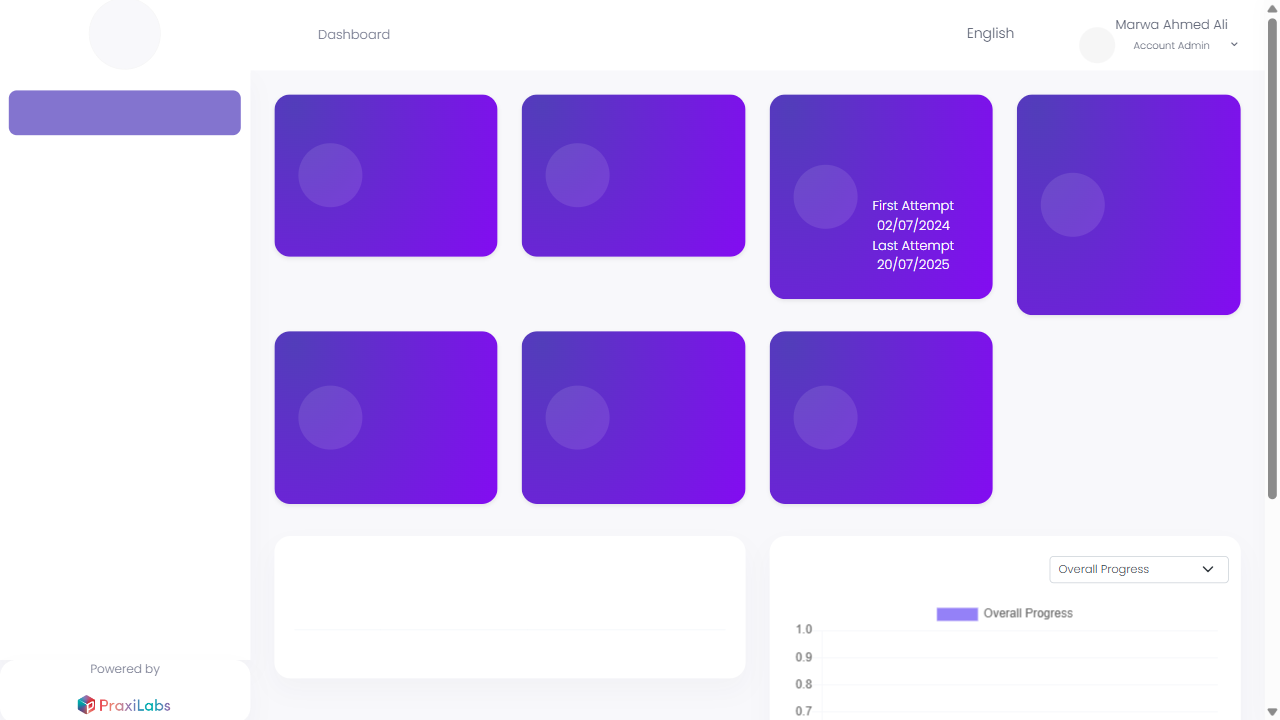 Dashboard
English
Marwa Ahmed Ali
Account Admin
First Attempt
02/07/2024
Last Attempt
20/07/2025
Overall Progress
Overall Progress
1.0
0.9
0.8
0.7
Powered by
PraxiLabs